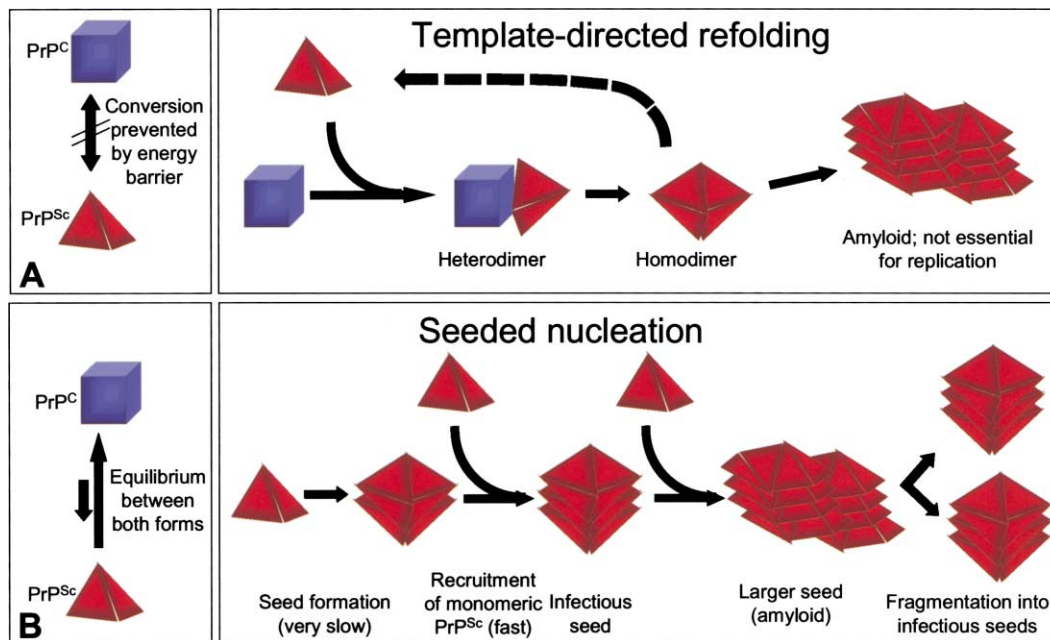 PrPC
Conversion
prevented
by energy
barrier
PrPSc
A
Template-directed refolding
Heterodimer
Homodimer
Amyloid; not essential
for replication
PrPC
Equilibrium
between
both forms
PrPSc
B
Seeded nucleation
Seed formation
(very slow)
Recruitment
of monomeric
PrPSc (fast)
Infectious
seed
Larger seed
(amyloid)
Fragmentation into
infectious seeds